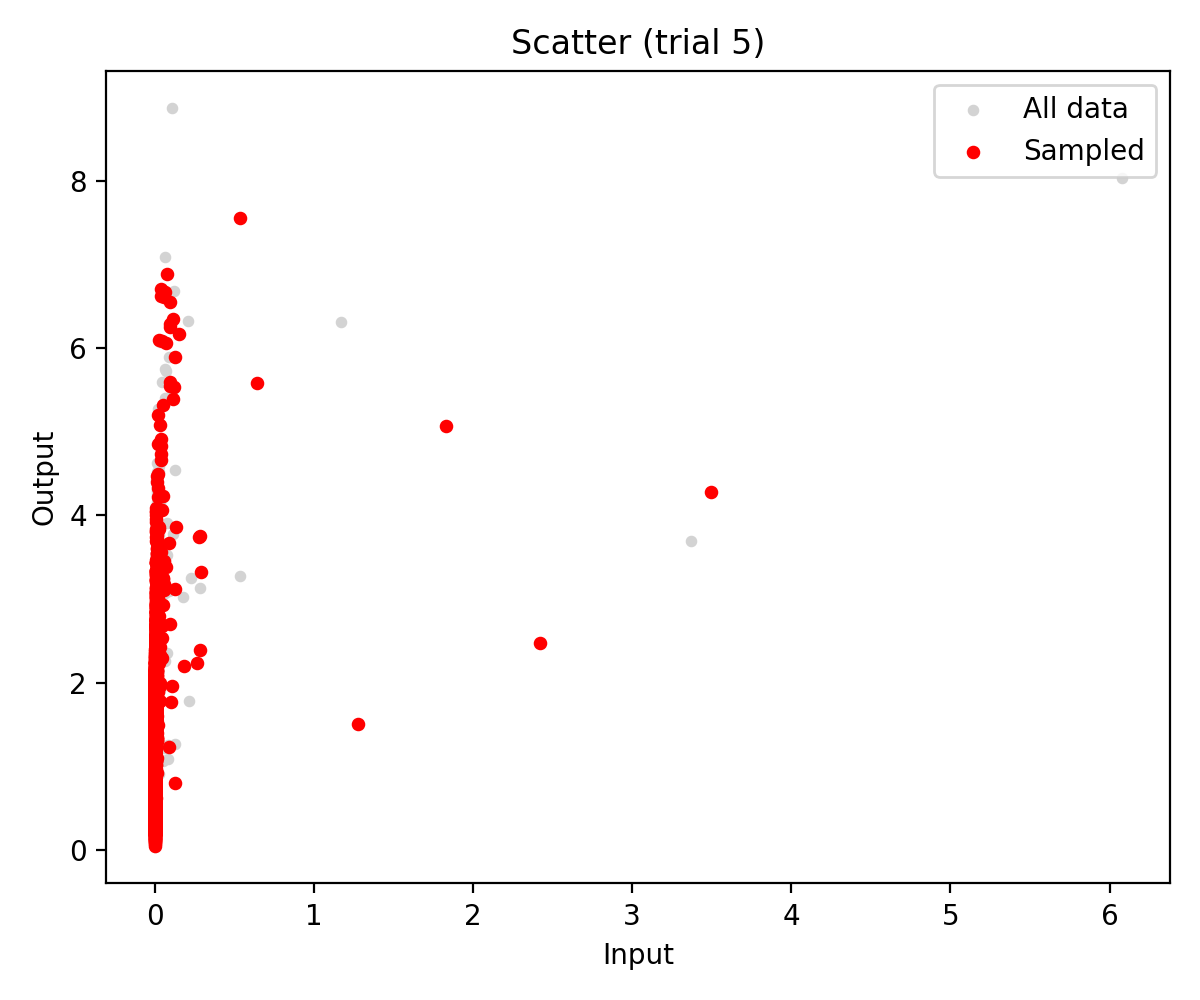 Scatter (trial 5)
All data
Sampled
8
6
4
2
0
Output
0 1 2 3 4 5 6
Input